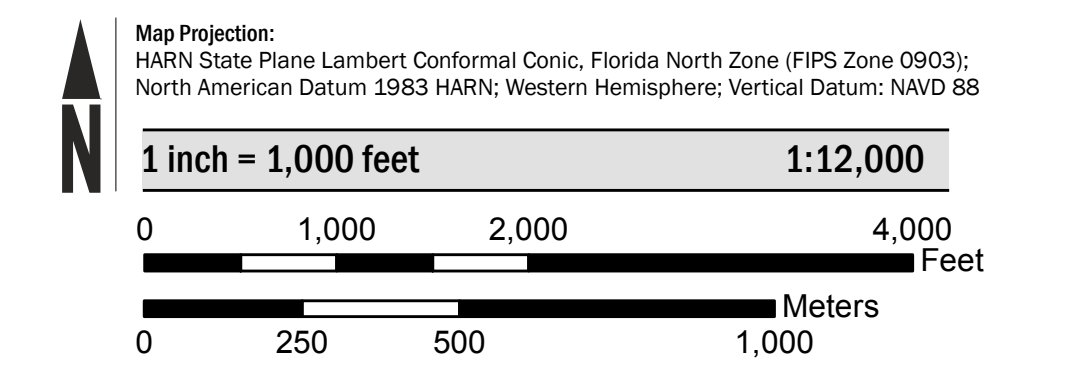 Map Projection:
HARN State Plane Lambert Conformal Conic, Florida North Zone (FIPS Zone 0903);
North American Datum 1983 HARN; Western Hemisphere; Vertical Datum: NAVD 88
N
1 inch = 1,000 feet 1:12,000
0 1,000 2,000 4,000
Feet
Meters
0 250 500 1,000